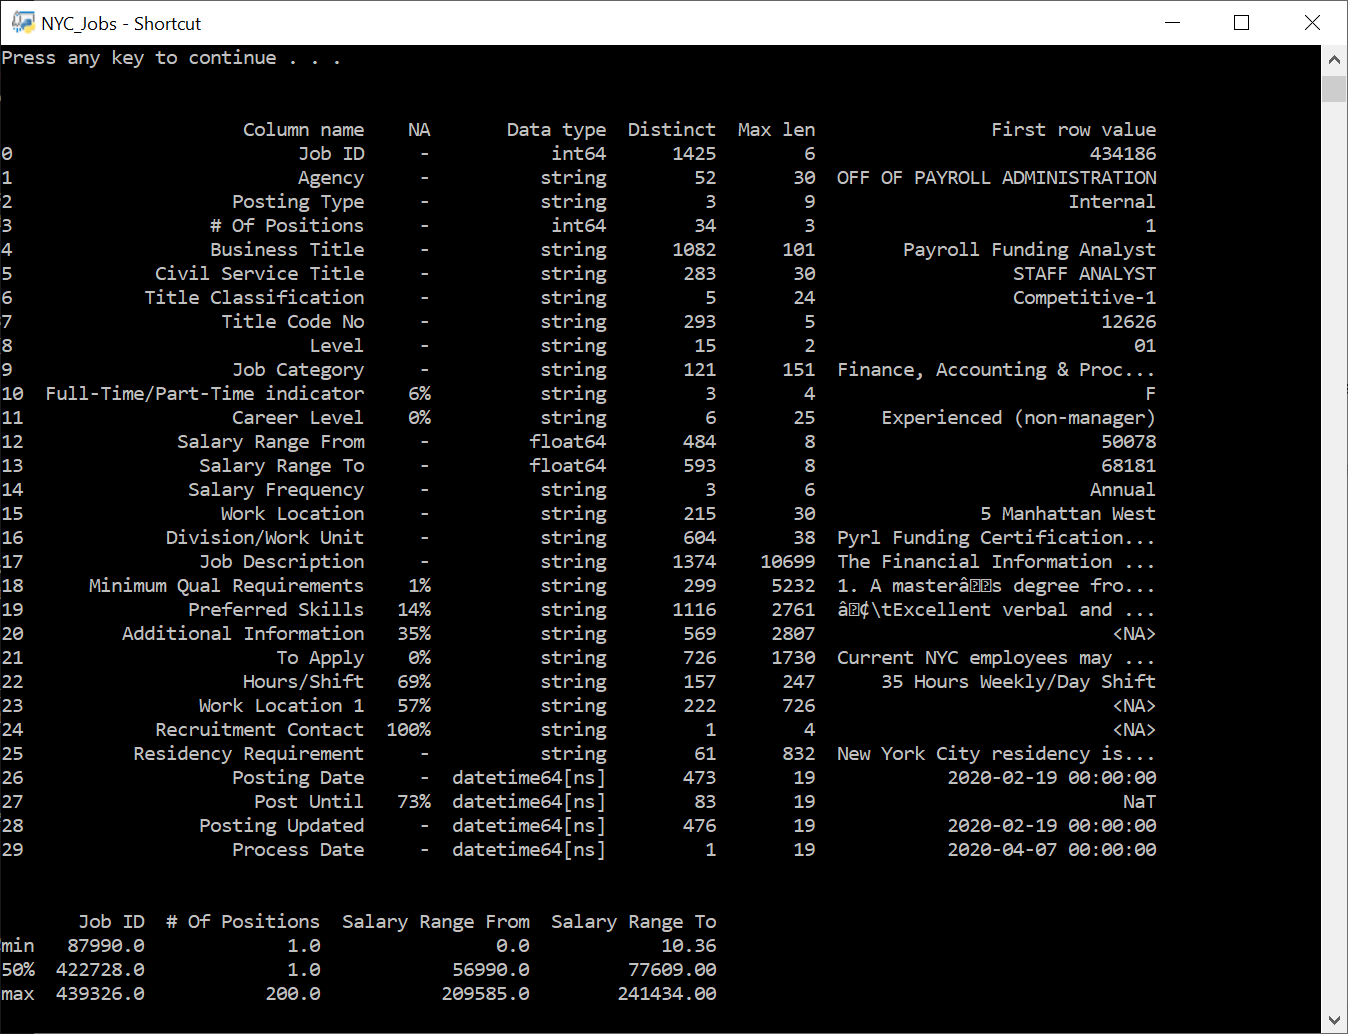 NYC_Jobs - Shortcut
Press any key to continue . . .
Column name NA Data type Distinct Max len First row value
0 Job ID - int64 1425 6 434186
1 Agency - string 52 30 OFF OF PAYROLL ADMINISTRATION
2 Posting Type - string 3 9 Internal
3 # Of Positions - int64 34 3 1
4 Business Title - string 1082 101 Payroll Funding Analyst
5 Civil Service Title - string 283 30 STAFF ANALYST
6 Title Classification - string 5 24 Competitive-1
7 Title Code No - string 293 5 12626
8 Level - string 15 2 01
9 Job Category - string 121 151 Finance, Accounting & Proc...
10 Full-Time/Part-Time indicator 6% string 3 4 F
11 Career Level 0% string 6 25 Experienced (non-manager)
12 Salary Range From - float64 484 8 50078
13 Salary Range To - float64 593 8 68181
14 Salary Frequency - string 3 6 Annual
15 Work Location - string 215 30 5 Manhattan West
16 Division/Work Unit - string 604 38 Pyrl Funding Certification...
17 Job Description - string 1374 10699 The Financial Information ...
18 Minimum Qual Requirements 1% string 299 5232 1. A masterâ⍰⍰s degree fro...
19 Preferred Skills 14% string 1116 2761 â⍰¢\tExcellent verbal and ...
20 Additional Information 35% string 569 2807 <NA>
21 To Apply 0% string 726 1730 Current NYC employees may ...
22 Hours/Shift 69% string 157 247 35 Hours Weekly/Day Shift
23 Work Location 1 57% string 222 726 <NA>
24 Recruitment Contact 100% string 1 4 <NA>
25 Residency Requirement - string 61 832 New York City residency is...
26 Posting Date - datetime64[ns] 473 19 2020-02-19 00:00:00
27 Post Until 73% datetime64[ns] 83 19 NaT
28 Posting Updated - datetime64[ns] 476 19 2020-02-19 00:00:00
29 Process Date - datetime64[ns] 1 19 2020-04-07 00:00:00
Job ID # Of Positions Salary Range From Salary Range To
min 87990.0 1.0 0.0 10.36
50% 422728.0 1.0 56990.0 77609.00
max 439326.0 200.0 209585.0 241434.00